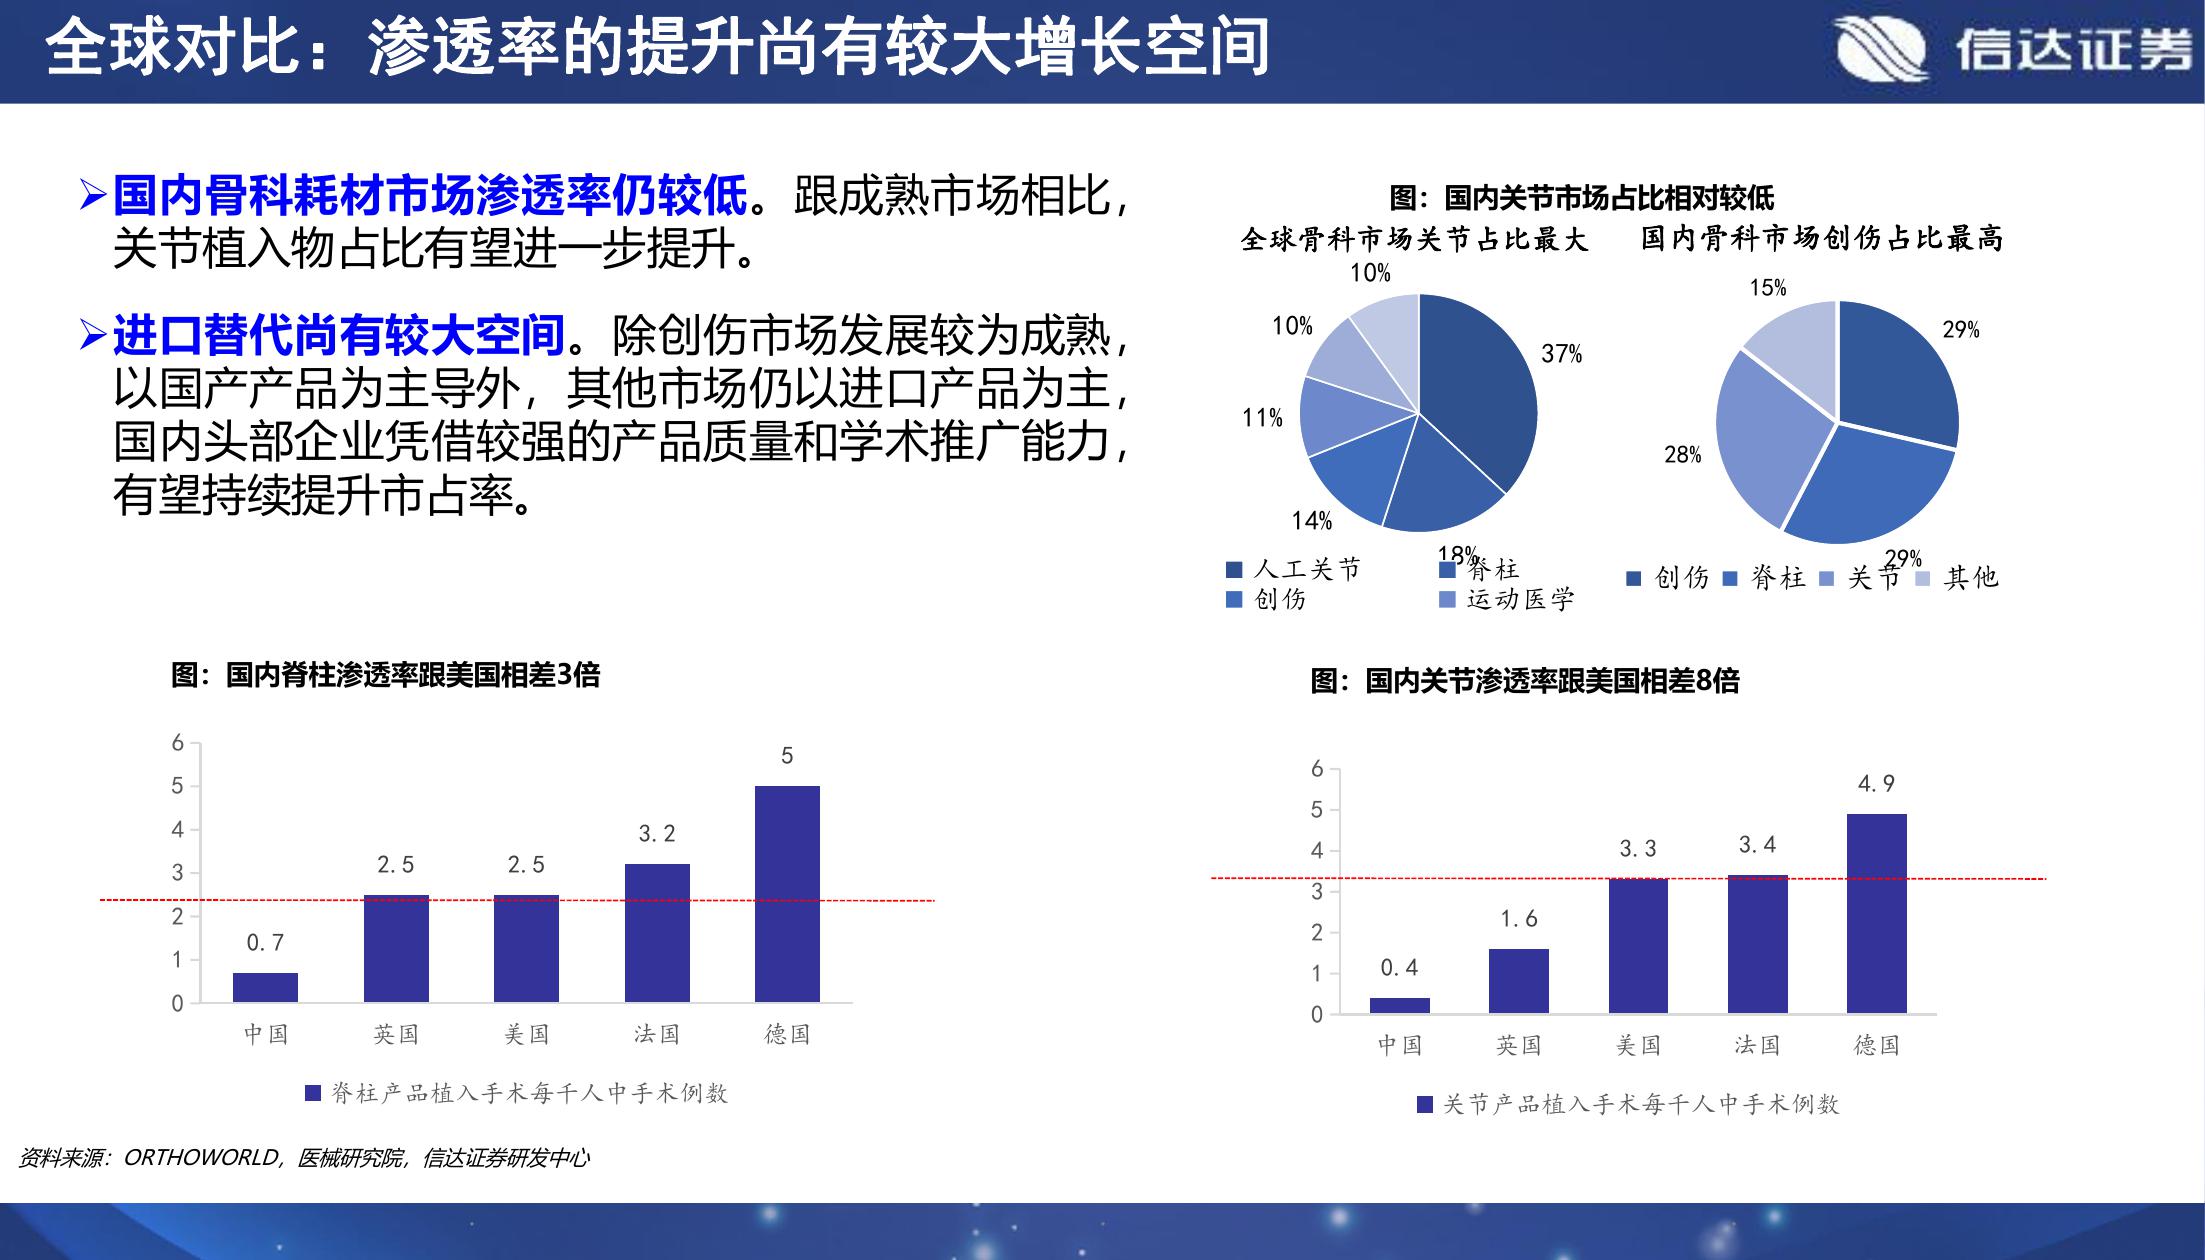 全球对比：渗透率的提升尚有较大增长空间
信达证券
➢国内骨科耗材市场渗透率仍较低。跟成熟市场相比，
关节植入物占比有望进一步提升。
➢进口替代尚有较大空间。除创伤市场发展较为成熟，
以国产产品为主导外，其他市场仍以进口产品为主，
国内头部企业凭借较强的产品质量和学术推广能力，
有望持续提升市占率。
图：国内关节市场占比相对较低
全球骨科市场关节占比最大
10%
10%
37%
11%
14%
18%
人工关节
脊柱
创伤
运动医学
国内骨科市场创伤占比最高
15%
29%
28%
29%
创伤 脊柱 关节 其他
图：国内脊柱渗透率跟美国相差3倍
6
5
4
3
2
1
0
0.7
2.5
2.5
3.2
5
中国 英国 美国 法国 德国
脊柱产品植入手术每千人中手术例数
图：国内关节渗透率跟美国相差8倍
6
5
4
3
2
1
0
0.4
1.6
3.3
3.4
4.9
中国 英国 美国 法国 德国
关节产品植入手术每千人中手术例数
资料来源：ORTHOWORLD，医械研究院，信达证券研发中心